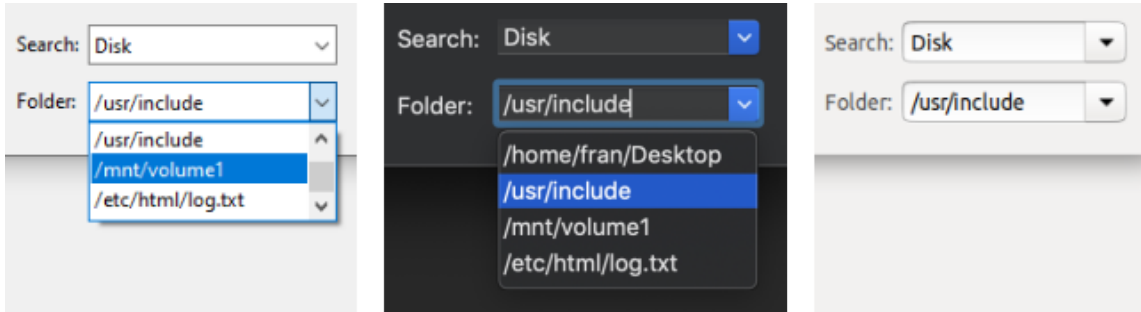 Search: Disk
Folder: /usr/include
/usr/include
/mnt/volume1
/etc/html/log.txt
Search: Disk
Folder: /usr/include
/home/fran/Desktop
/usr/include
/mnt/volume1
/etc/html/log.txt
Search: Disk
Folder: /usr/include